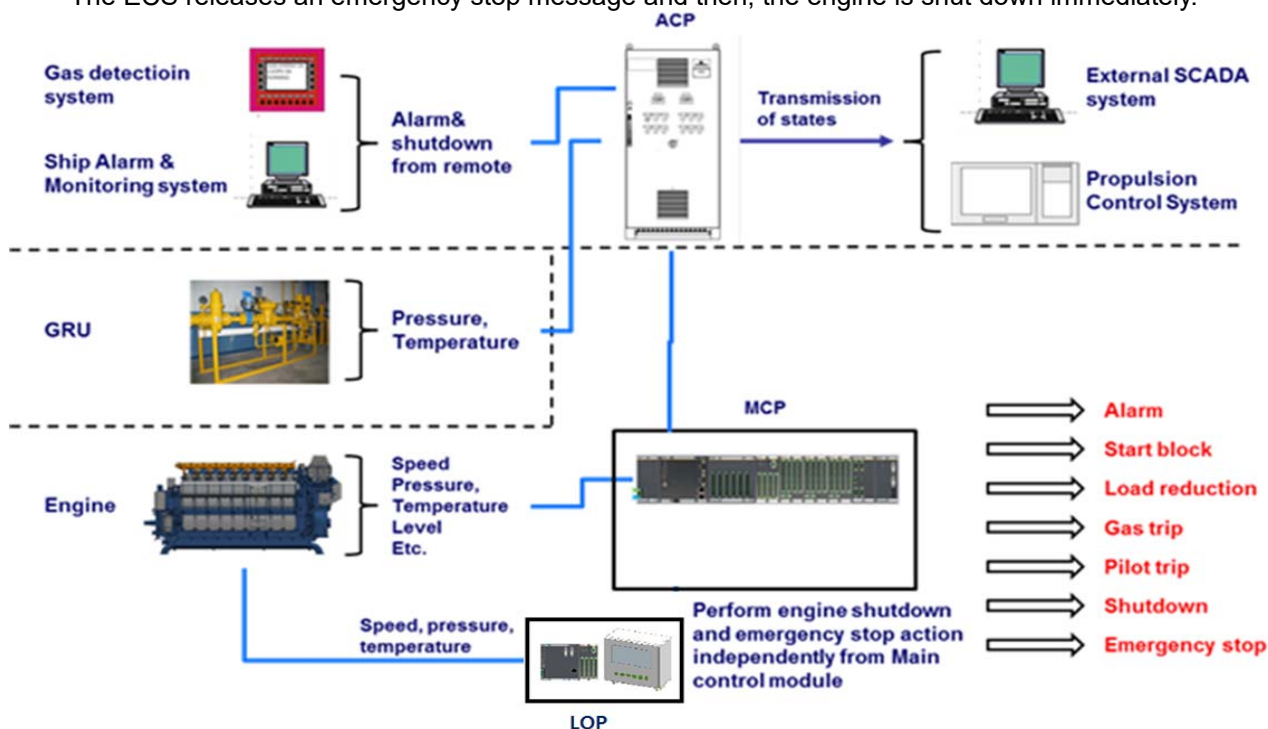 The ECS releases an emergency stop message and then, the engine is shut down immediately.
ACP
Gas detectioin
system
Ship Alarm &
Monitoring system
Alarm&
shutdown
from remote
Transmission
of states
External SCADA
system
Propulsion
Control System
GRU
Pressure,
Temperature
MCP
Engine
Speed
Pressure,
Temperature
Level
Etc.
Alarm
Start block
Load reduction
Gas trip
Pilot trip
Shutdown
Emergency stop
Speed, pressure,
temperature
Perform engine shutdown
and emergency stop action
independently from Main
control module
LOP